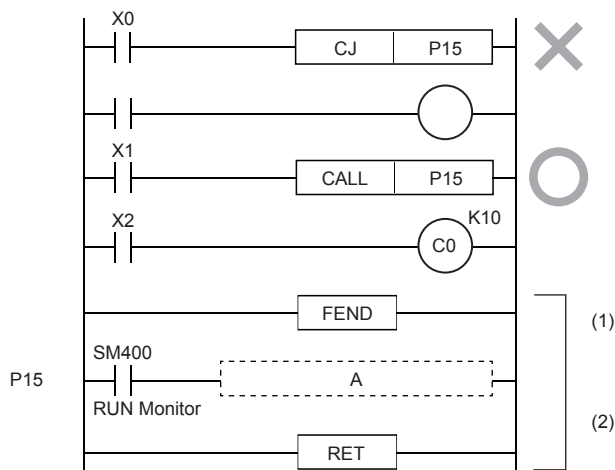 X0
CJ P15
X1
CALL P15
X2
K10
C0
FEND
(1)
SM400
P15
A
RUN Monitor
(2)
RET